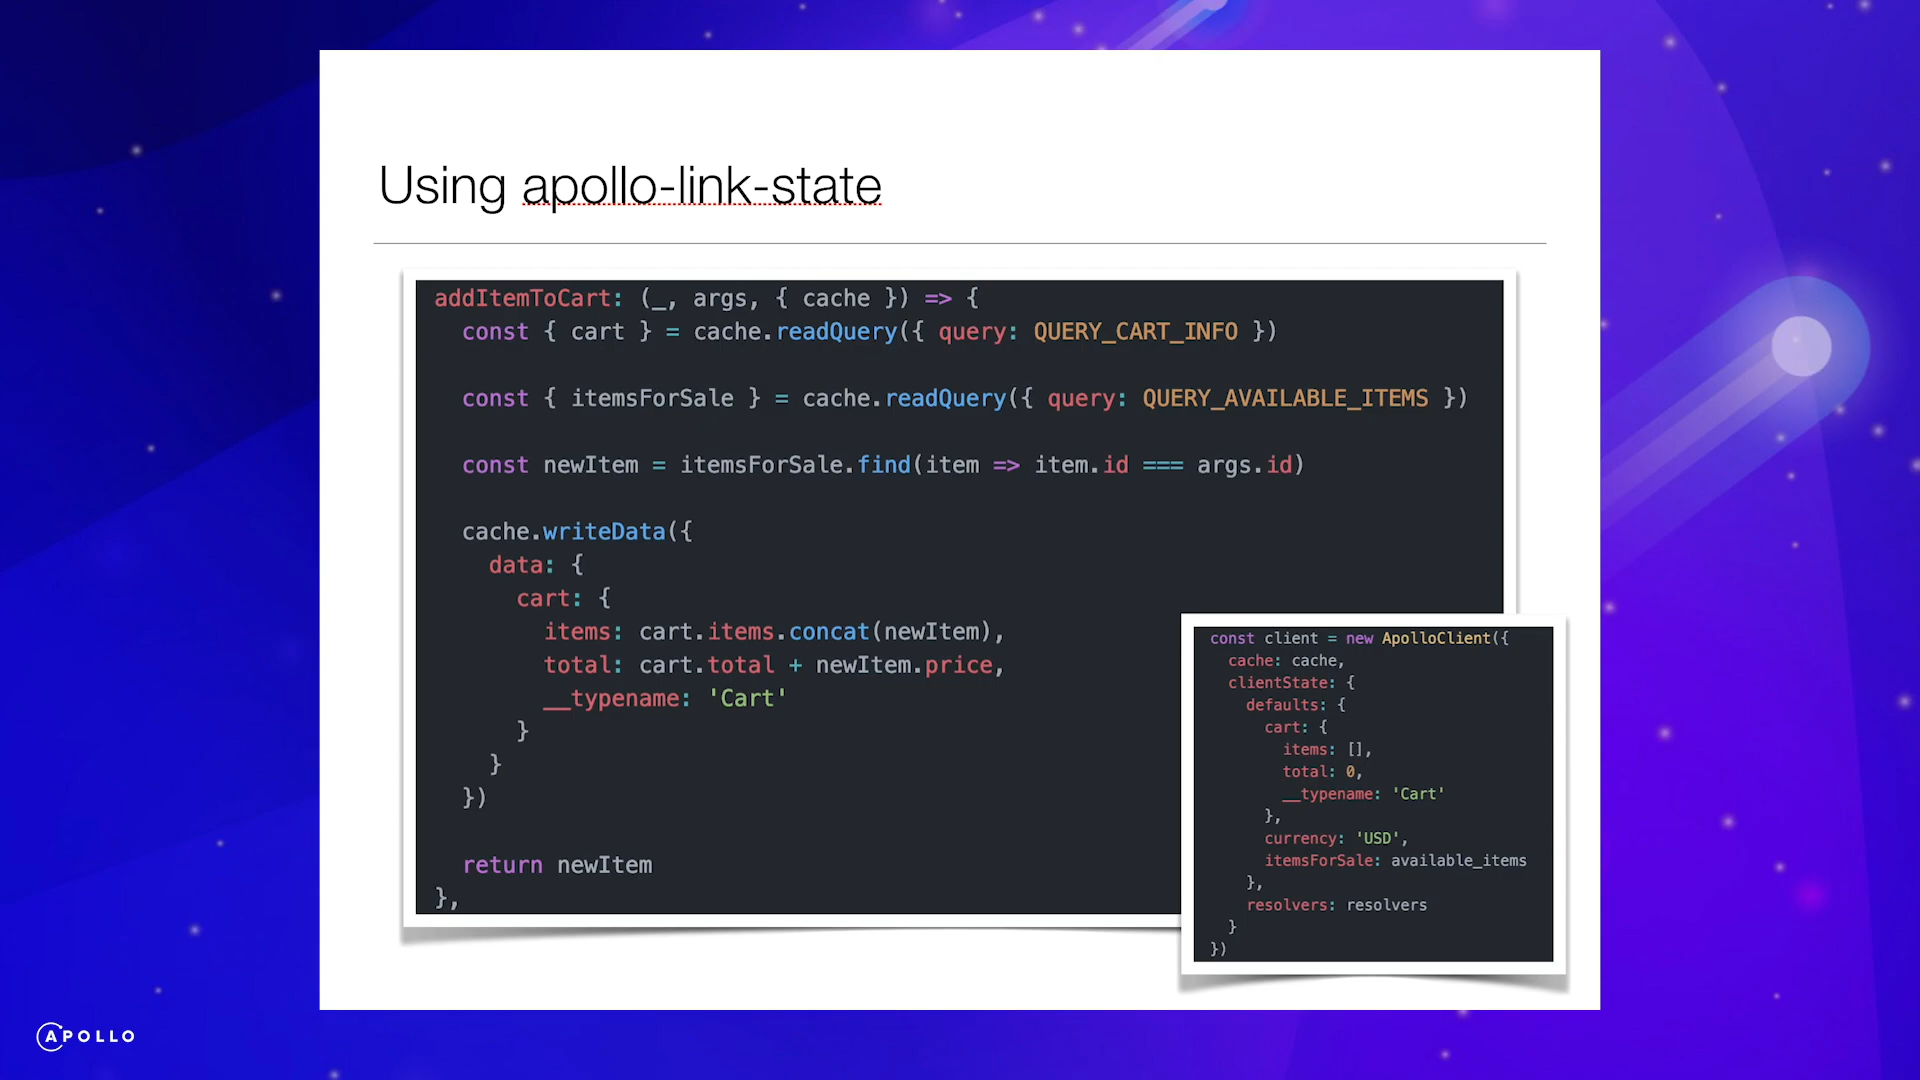 Using apollo-link-state
addItemToCart: (_, args, { cache }) => {
const { cart } = cache.readQuery({ query: QUERY_CART_INFO })
const { itemsForSale } = cache.readQuery({ query: QUERY_AVAILABLE_ITEMS })
const newItem = itemsForSale.find(item => item.id === args.id)
cache.writeData({
data: {
cart: {
items: cart.items.concat(newItem),
total: cart.total + newItem.price,
__typename: 'Cart'
}
}
})
return newItem
},
const client = new ApolloClient({
cache: cache,
clientState: {
defaults: {
cart: {
items: [],
total: 0,
__typename: 'Cart'
},
currency: 'USD',
itemsForSale: available_items
},
resolvers: resolvers
}
})
APOLLO